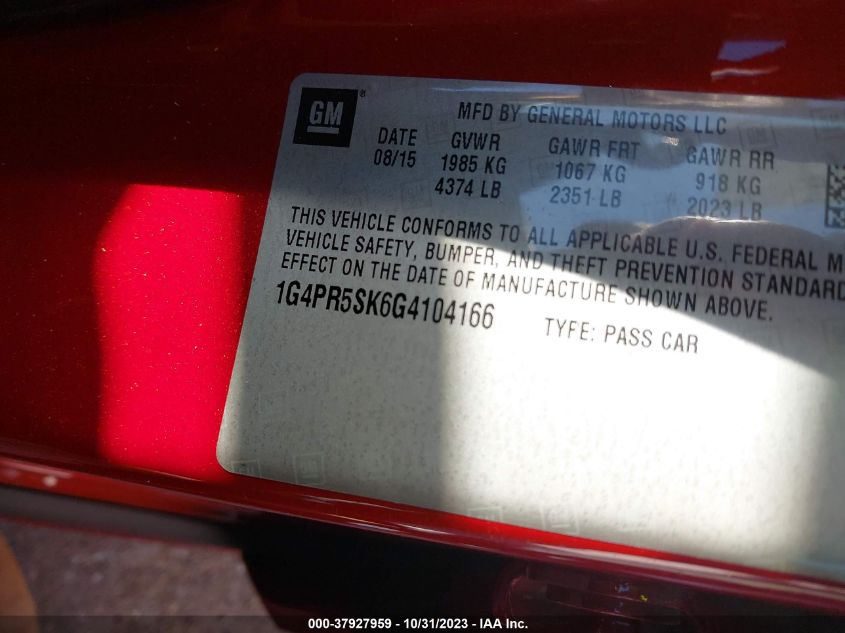 GM ®
MFD BY GENERAL MOTORS LLC
DATE GVWR GAWR FRT GAWR RR
08/15 1985 KG 1067 KG 918 KG
4374 LB 2351 LB 2023 LB
THIS VEHICLE CONFORMS TO ALL APPLICABLE U.S. FEDERAL M
VEHICLE SAFETY, BUMPER, AND THEFT PREVENTION STANDARD
EFFECT ON THE DATE OF MANUFACTURE SHOWN ABOVE.
1G4PR5SK6G4104166 TYPE: PASS CAR
000-37927959 - 10/31/2023 - IAA Inc.